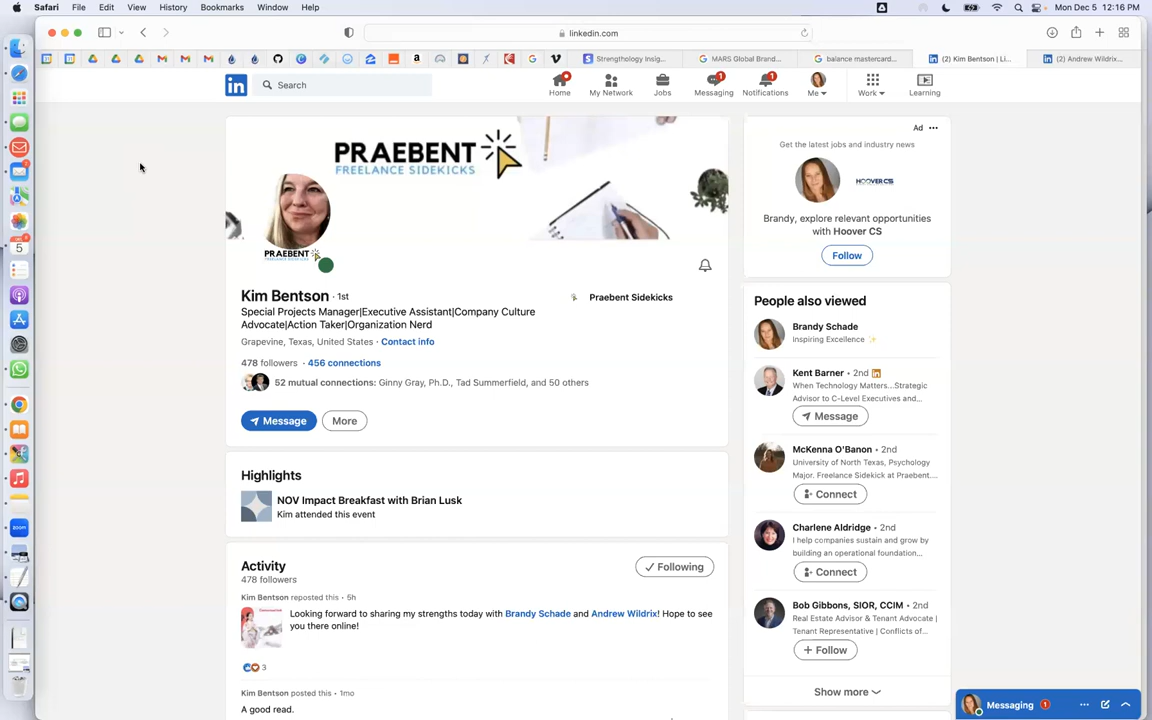 Safari File Edit View History Bookmarks Window Help
Mon Dec 5 12:16 PM
linkedin.com
Strengthology Insig...
MARS Global Brand...
balance mastercard...
(2) Kim Bentson | Li...
(2) Andrew Wildrix...
in
Search
Home
My Network
Jobs
1
Messaging
1
Notifications
Me
Work
Learning
PRAEBENT
FREELANCE SIDEKICKS
PRAEBENT
FREELANCE SIDEKICKS
Kim Bentson · 1st
Special Projects Manager|Executive Assistant|Company Culture
Advocate|Action Taker|Organization Nerd
Grapevine, Texas, United States · Contact info
478 followers · 456 connections
52 mutual connections: Ginny Gray, Ph.D., Tad Summerfield, and 50 others
Praebent Sidekicks
Message
More
Highlights
NOV Impact Breakfast with Brian Lusk
Kim attended this event
Activity
478 followers
Following
Kim Bentson reposted this · 5h
Looking forward to sharing my strengths today with Brandy Schade and Andrew Wildrix! Hope to see
you there online!
3
Kim Bentson posted this · 1mo
A good read.
Ad
Get the latest jobs and industry news
HOOVER CS
Brandy, explore relevant opportunities
with Hoover CS
Follow
People also viewed
Brandy Schade
Inspiring Excellence
Kent Barner · 2nd
When Technology Matters...Strategic
Advisor to C-Level Executives and...
Message
McKenna O'Banon · 2nd
University of North Texas, Psychology
Major. Freelance Sidekick at Praebent....
Connect
Charlene Aldridge · 2nd
I help companies sustain and grow by
building an operational foundation...
Connect
Bob Gibbons, SIOR, CCIM · 2nd
Real Estate Advisor & Tenant Advocate |
Tenant Representative | Conflicts of...
+ Follow
Show more
Messaging 1
5
zoom